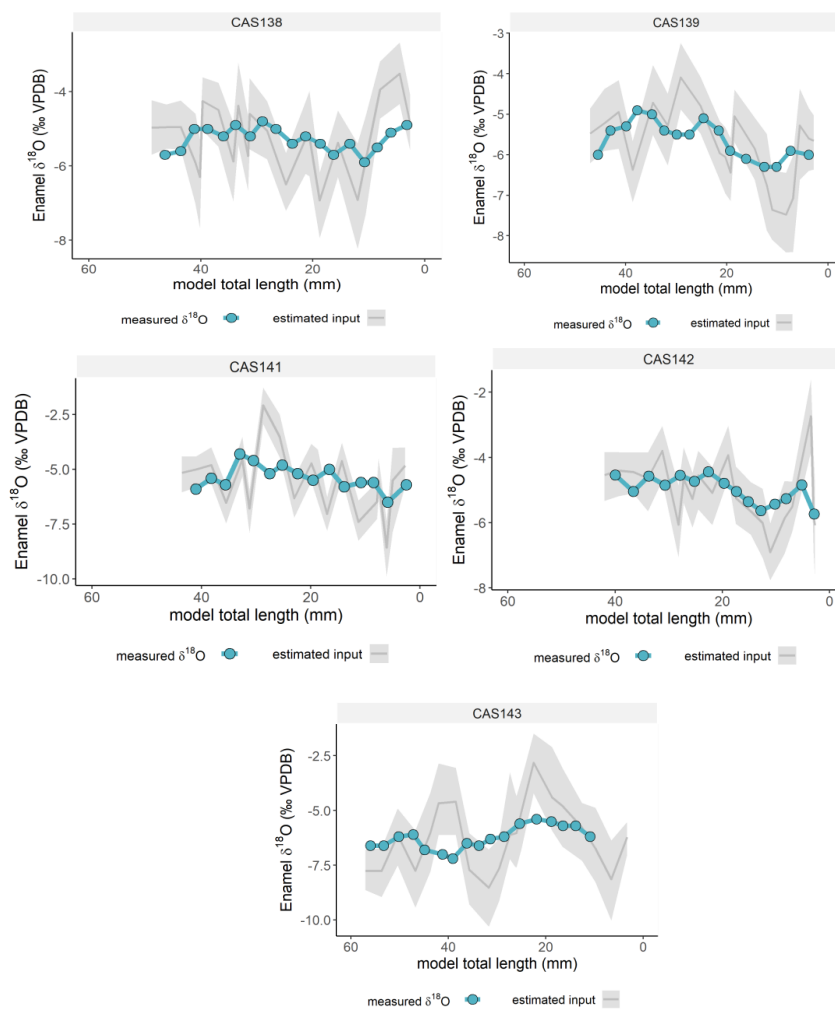 CAS138
-4
-6
-8
Enamel δ¹⁸O (‰ VPDB)
60 40 20 0
model total length (mm)
measured δ¹⁸O estimated input
CAS139
-3
-4
-5
-6
-7
-8
Enamel δ¹⁸O (‰ VPDB)
60 40 20 0
model total length (mm)
measured δ¹⁸O estimated input
CAS141
-2.5
-5.0
-7.5
-10.0
Enamel δ¹⁸O (‰ VPDB)
60 40 20 0
model total length (mm)
measured δ¹⁸O estimated input
CAS142
-2
-4
-6
-8
Enamel δ¹⁸O (‰ VPDB)
60 40 20 0
model total length (mm)
measured δ¹⁸O estimated input
CAS143
-2.5
-5.0
-7.5
-10.0
Enamel δ¹⁸O (‰ VPDB)
60 40 20 0
model total length (mm)
measured δ¹⁸O estimated input